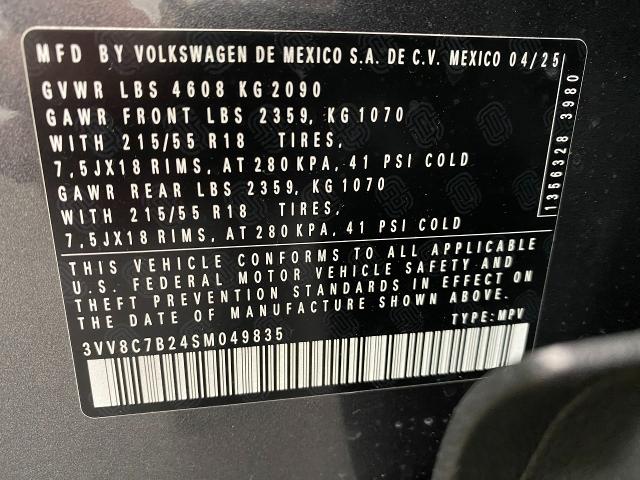 MFD BY VOLKSWAGEN DE MEXICO S.A. DE C.V. MEXICO 04/25
GVWR LBS 4608 KG 2090
GAWR FRONT LBS 2359, KG 1070
WITH 215/55 R18 TIRES,
7,5JX18 RIMS, AT 280 KPA, 41 PSI COLD
GAWR REAR LBS 2359, KG 1070
WITH 215/55 R18 TIRES,
7,5JX18 RIMS, AT 280 KPA, 41 PSI COLD
1356328 3980
THIS VEHICLE CONFORMS TO ALL APPLICABLE
U.S. FEDERAL MOTOR VEHICLE SAFETY AND
THEFT PREVENTION STANDARDS IN EFFECT ON
THE DATE OF MANUFACTURE SHOWN ABOVE.
3VV8C7B24SM049835
TYPE: MPV